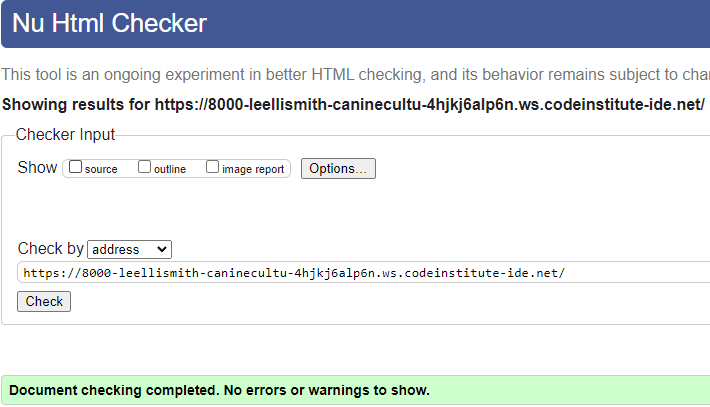 Nu Html Checker
This tool is an ongoing experiment in better HTML checking, and its behavior remains subject to
Showing results for https://8000-leellismith-caninecultu-4hjkj6alp6n.ws.codeinstitute-ide.net/
Checker Input
Show source outline image report Options...
Check by address
https://8000-leellismith-caninecultu-4hjkj6alp6n.ws.codeinstitute-ide.net/
Check
Document checking completed. No errors or warnings to show.